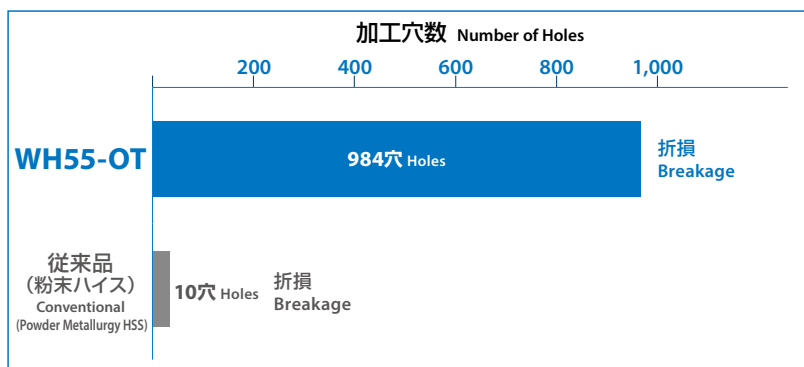 加工穴数 Number of Holes
200 400 600 800 1,000
WH55-OT
984穴 Holes
折損
Breakage
従来品
（粉末ハイス）
Conventional
(Powder Metallurgy HSS)
10穴 Holes
折損
Breakage